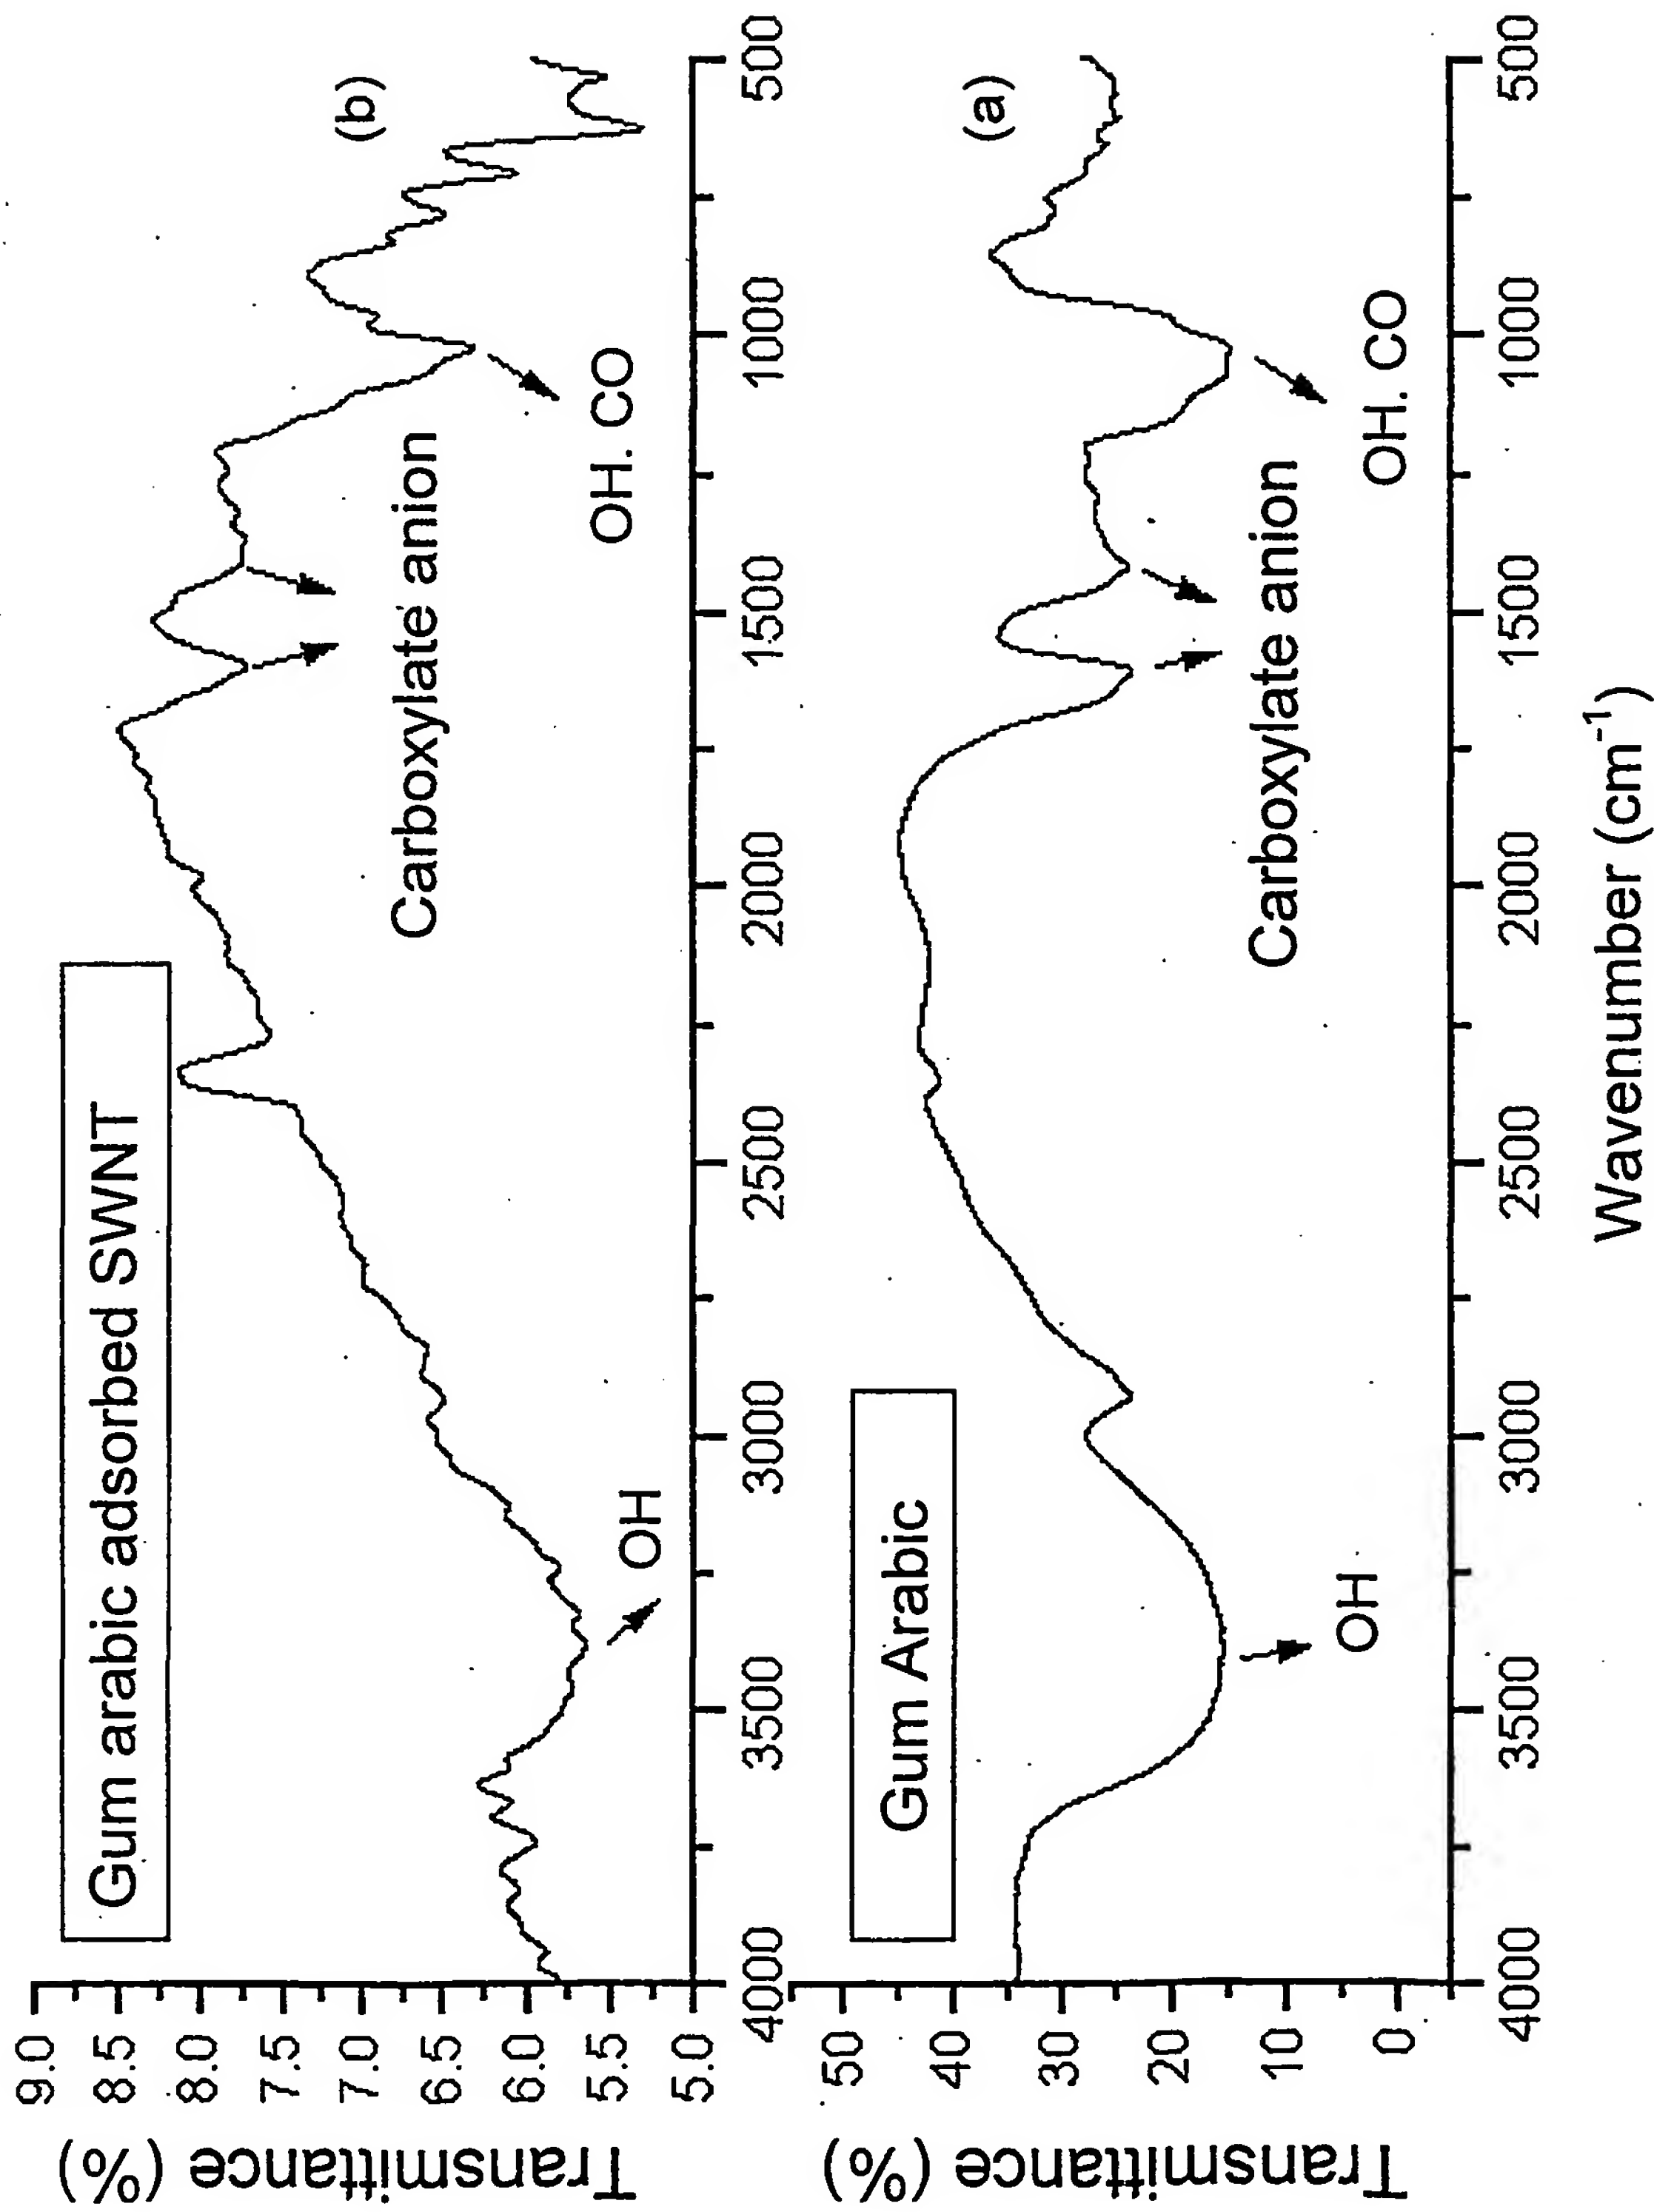 Gum arabic adsorbed SWNT
(b)
Transmittance (%)
9.0
8.5
8.0
7.5
7.0
6.5
6.0
5.5
5.0
OH
Carboxylate anion
OH. CO
4000 3500 3000 2500 2000 1500 1000 500
Gum Arabic
(a)
Transmittance (%)
50
40
30
20
10
0
OH
Carboxylate anion
OH. CO
4000 3500 3000 2500 2000 1500 1000 500
Wavenumber (cm⁻¹)